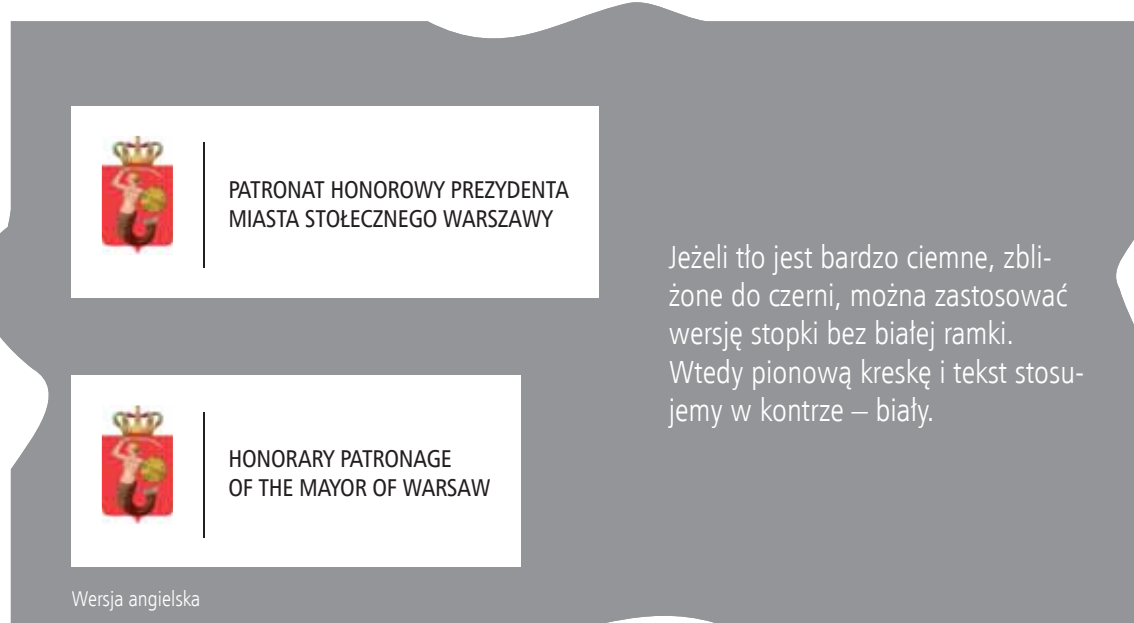 PATRONAT HONOROWY PREZYDENTA
MIASTA STOŁECZNEGO WARSZAWY
HONORARY PATRONAGE
OF THE MAYOR OF WARSAW
Wersja angielska
Jeżeli tło jest bardzo ciemne, zbli-
żone do czerni, można zastosować
wersję stopki bez białej ramki.
Wtedy pionową kreskę i tekst stosu-
jemy w kontrze – biały.